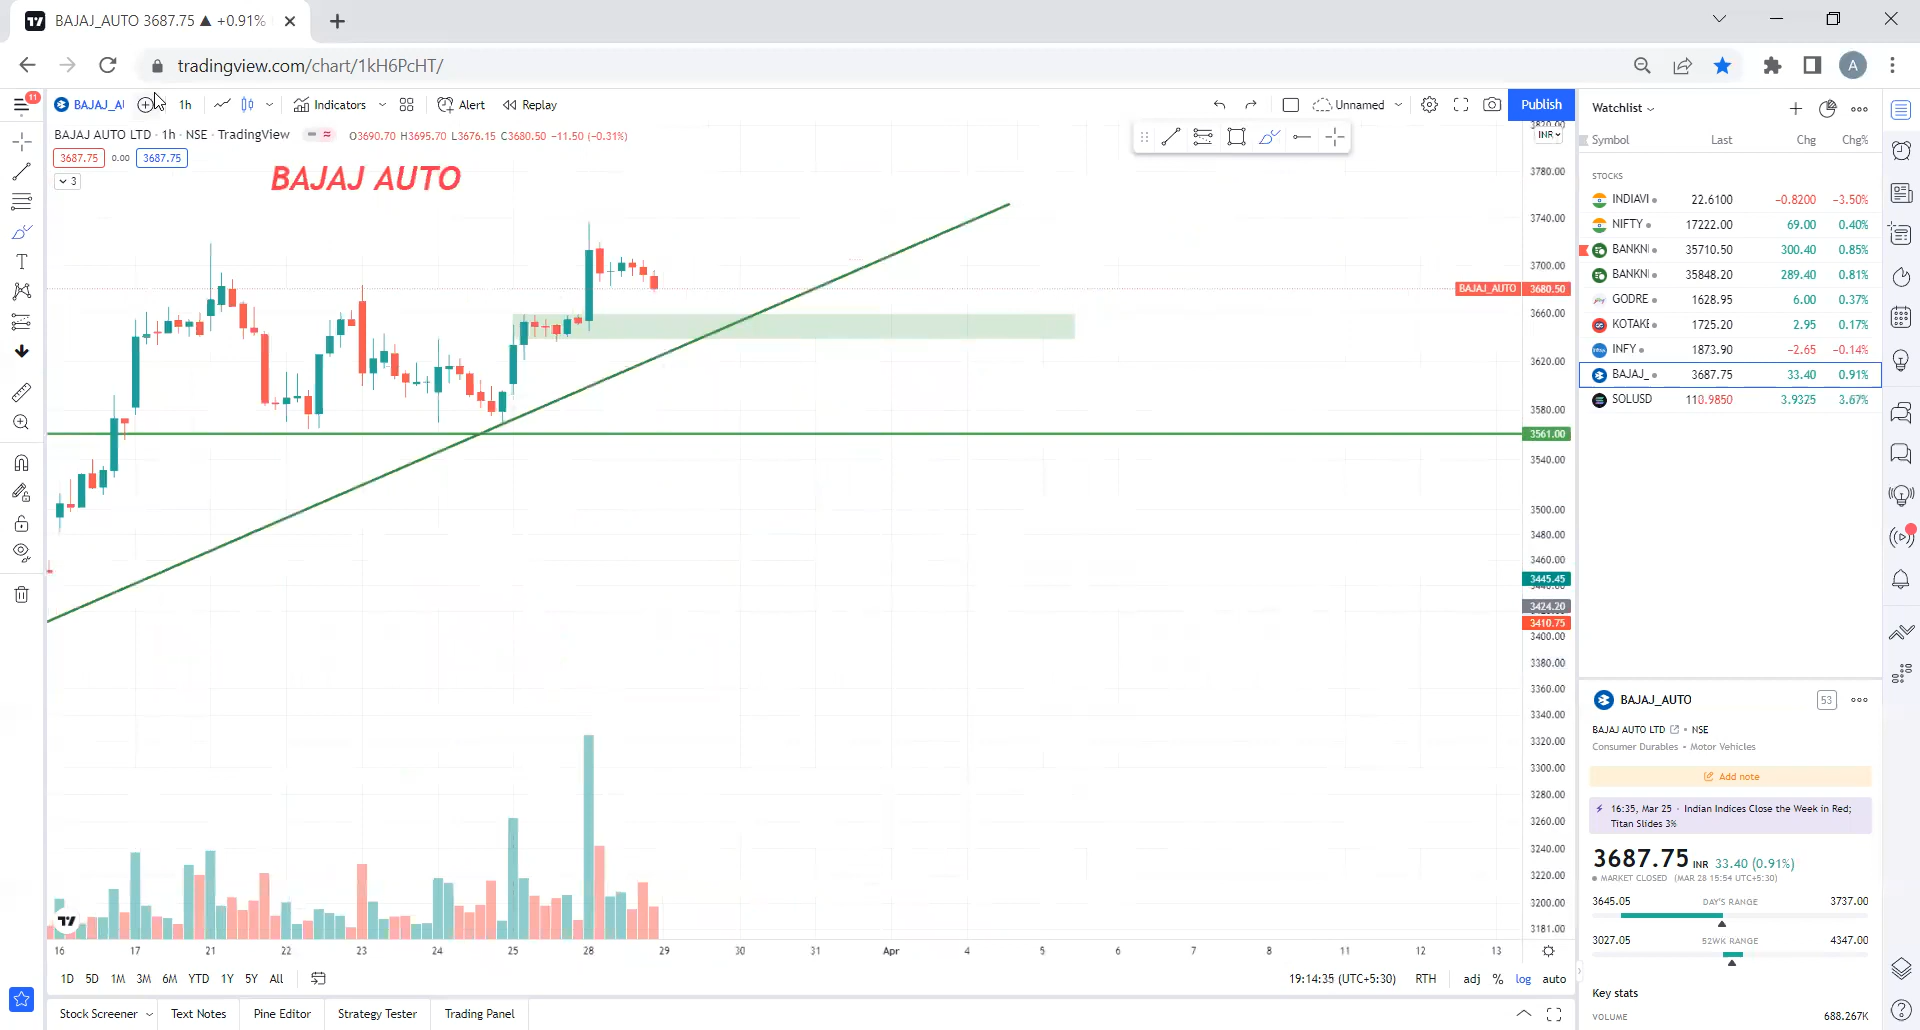 BAJAJ_AUTO 3687.75 ▲ +0.91%
tradingview.com/chart/1kH6PcHT/
A
11
BAJAJ_AU
1h
Indicators
Alert
Replay
Unnamed
Publish
BAJAJ AUTO LTD · 1h · NSE · TradingView
O3690.70 H3695.70 L3676.15 C3680.50 −11.50 (−0.31%)
3687.75 0.00 3687.75
3
BAJAJ AUTO
INR
3780.00
3740.00
3700.00
BAJAJ_AUTO 3680.50
3660.00
3620.00
3580.00
3561.00
3540.00
3500.00
3480.00
3460.00
3445.45
3424.20
3410.75
3400.00
3380.00
3360.00
3340.00
3320.00
3300.00
3280.00
3260.00
3240.00
3220.00
3200.00
3181.00
16 17 21 22 23 24 25 28 29 30 31 Apr 4 5 6 7 8 11 12 13
1D 5D 1M 3M 6M YTD 1Y 5Y All
19:14:35 (UTC+5:30) RTH adj % log auto
Stock Screener Text Notes Pine Editor Strategy Tester Trading Panel
Watchlist
Symbol Last Chg Chg%
STOCKS
INDIAVI 22.6100 −0.8200 −3.50%
NIFTY 17222.00 69.00 0.40%
BANKNI 35710.50 300.40 0.85%
BANKNI 35848.20 289.40 0.81%
GODRE 1628.95 6.00 0.37%
KOTAKE 1725.20 2.95 0.17%
INFY 1873.90 −2.65 −0.14%
BAJAJ_ 3687.75 33.40 0.91%
SOLUSD 110.9850 3.9325 3.67%
BAJAJ_AUTO
53
BAJAJ AUTO LTD • NSE
Consumer Durables • Motor Vehicles
Add note
16:35, Mar 25 · Indian Indices Close the Week in Red;
Titan Slides 3%
3687.75 INR 33.40 (0.91%)
MARKET CLOSED (MAR 28 15:54 UTC+5:30)
3645.05 DAY'S RANGE 3737.00
3027.05 52WK RANGE 4347.00
Key stats
VOLUME 688.267K